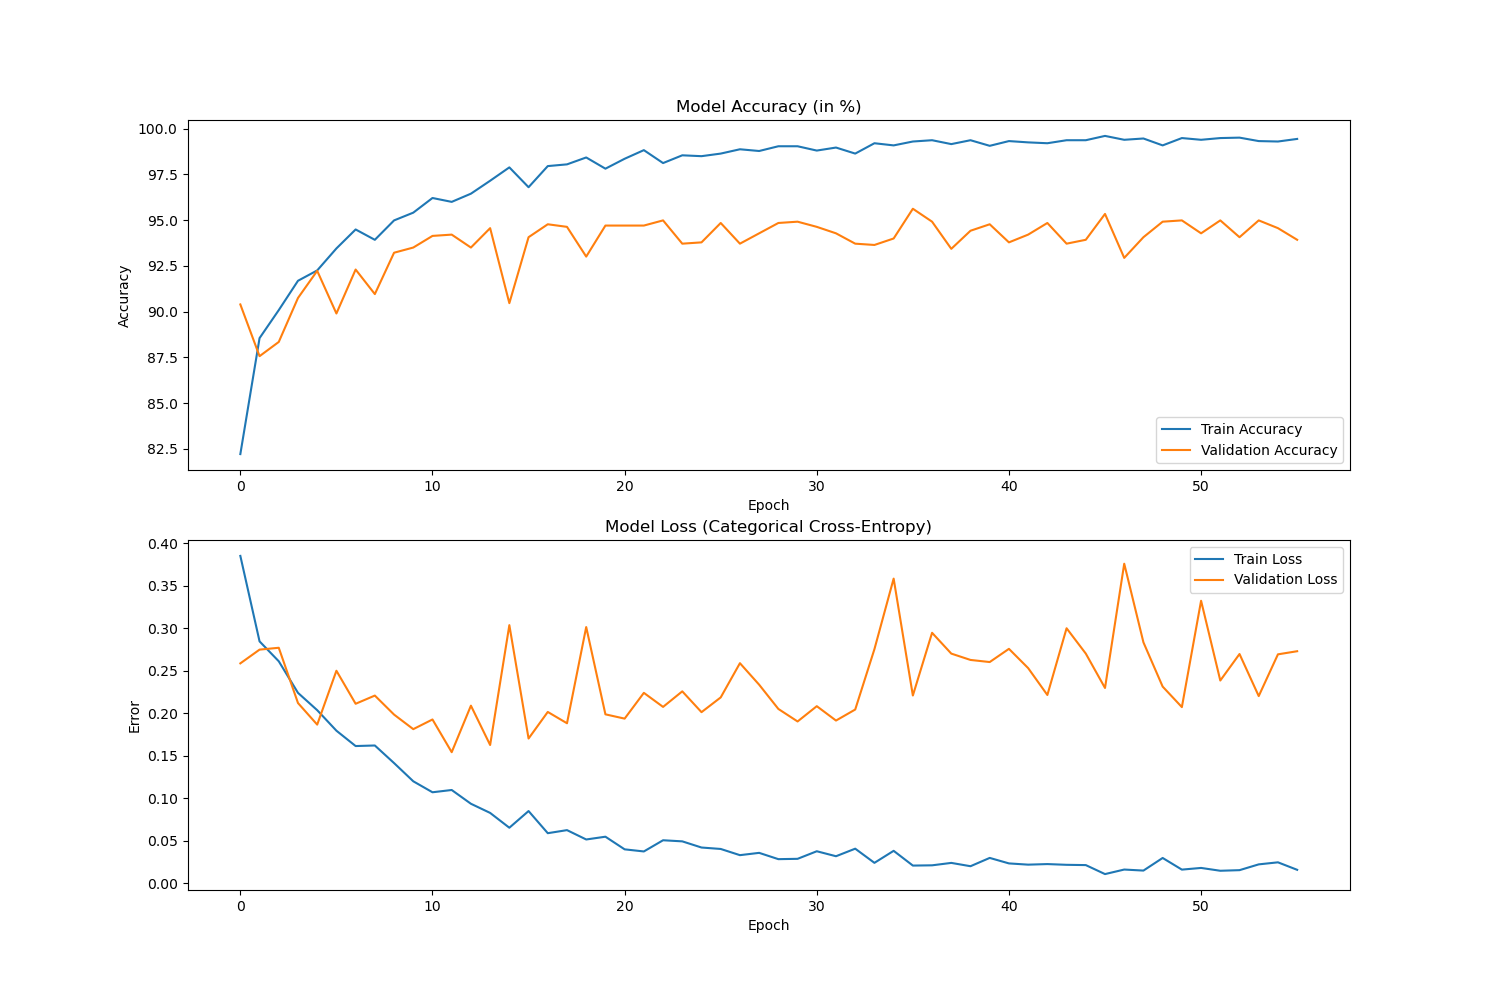 Model Accuracy (in %)
100.0
97.5
95.0
92.5
90.0
87.5
85.0
82.5
Accuracy
Train Accuracy
Validation Accuracy
0 10 20 30 40 50
Epoch
Model Loss (Categorical Cross-Entropy)
0.40
0.35
0.30
0.25
0.20
0.15
0.10
0.05
0.00
Error
Train Loss
Validation Loss
0 10 20 30 40 50
Epoch